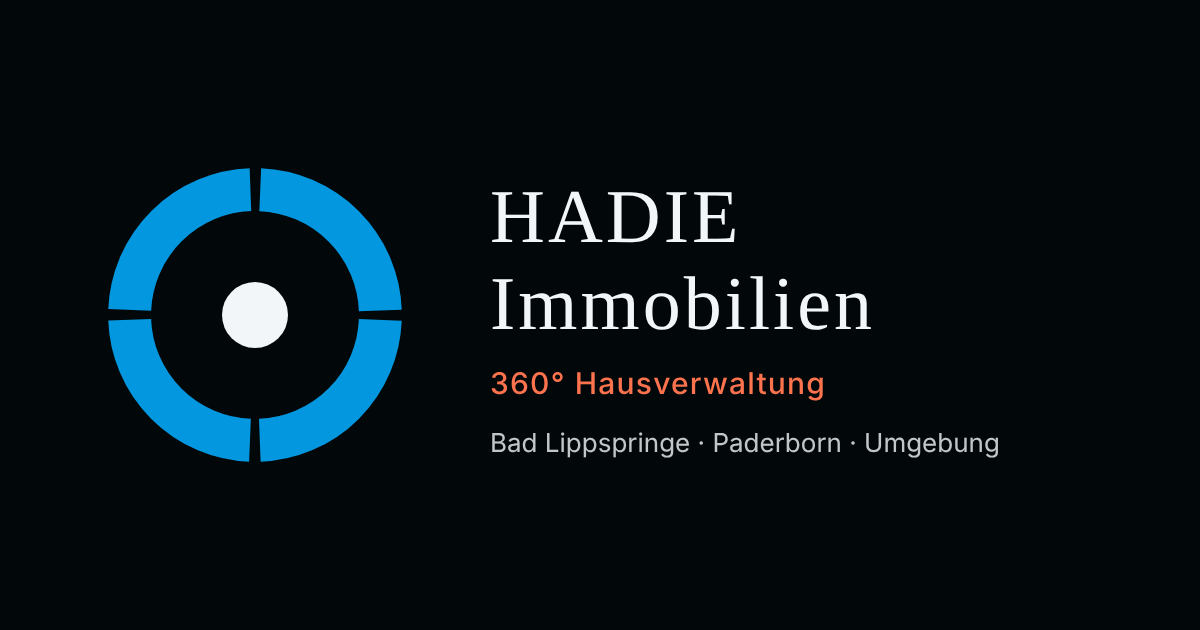 HADIE
Immobilien
360° Hausverwaltung
Bad Lippspringe · Paderborn · Umgebung